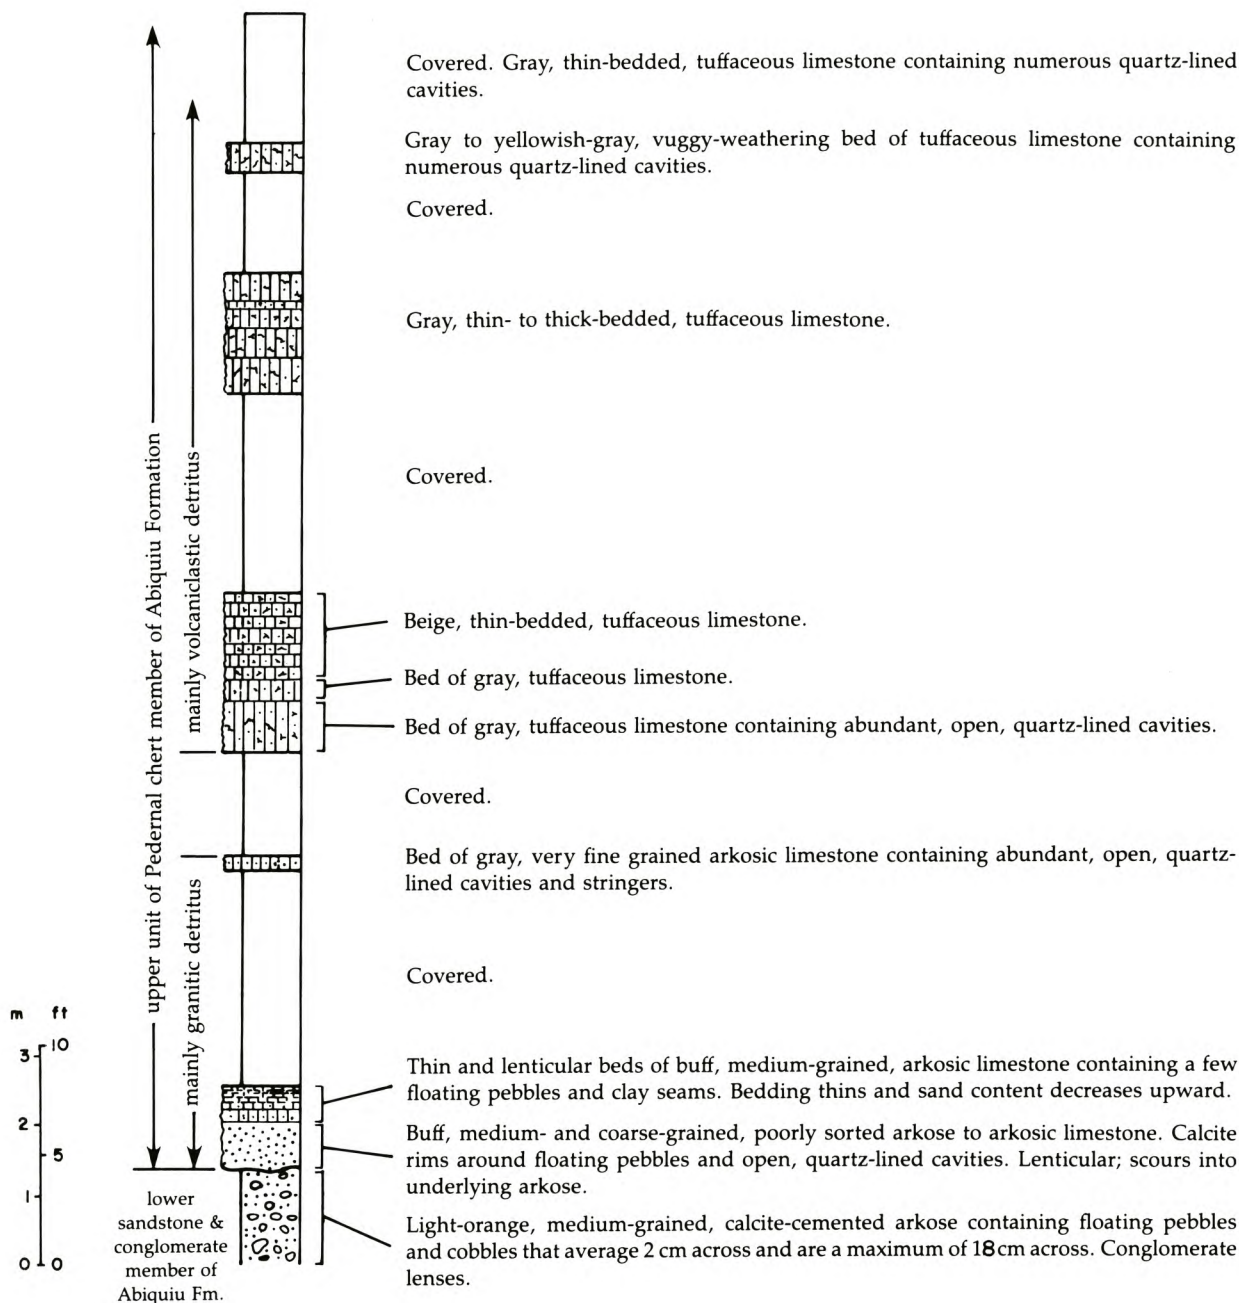 Covered. Gray, thin-bedded, tuffaceous limestone containing numerous quartz-lined
cavities.
Gray to yellowish-gray, vuggy-weathering bed of tuffaceous limestone containing
numerous quartz-lined cavities.
Covered.
Gray, thin- to thick-bedded, tuffaceous limestone.
Covered.
Beige, thin-bedded, tuffaceous limestone.
Bed of gray, tuffaceous limestone.
Bed of gray, tuffaceous limestone containing abundant, open, quartz-lined cavities.
Covered.
Bed of gray, very fine grained arkosic limestone containing abundant, open, quartz-
lined cavities and stringers.
Covered.
Thin and lenticular beds of buff, medium-grained, arkosic limestone containing a few
floating pebbles and clay seams. Bedding thins and sand content decreases upward.
Buff, medium- and coarse-grained, poorly sorted arkose to arkosic limestone. Calcite
rims around floating pebbles and open, quartz-lined cavities. Lenticular; scours into
underlying arkose.
Light-orange, medium-grained, calcite-cemented arkose containing floating pebbles
and cobbles that average 2 cm across and are a maximum of 18 cm across. Conglomerate
lenses.
upper unit of Pedernal chert member of Abiquiu Formation
mainly volcaniclastic detritus
mainly granitic detritus
lower
sandstone &
conglomerate
member of
Abiquiu Fm.
m ft
3 10
2
5
1
0 0